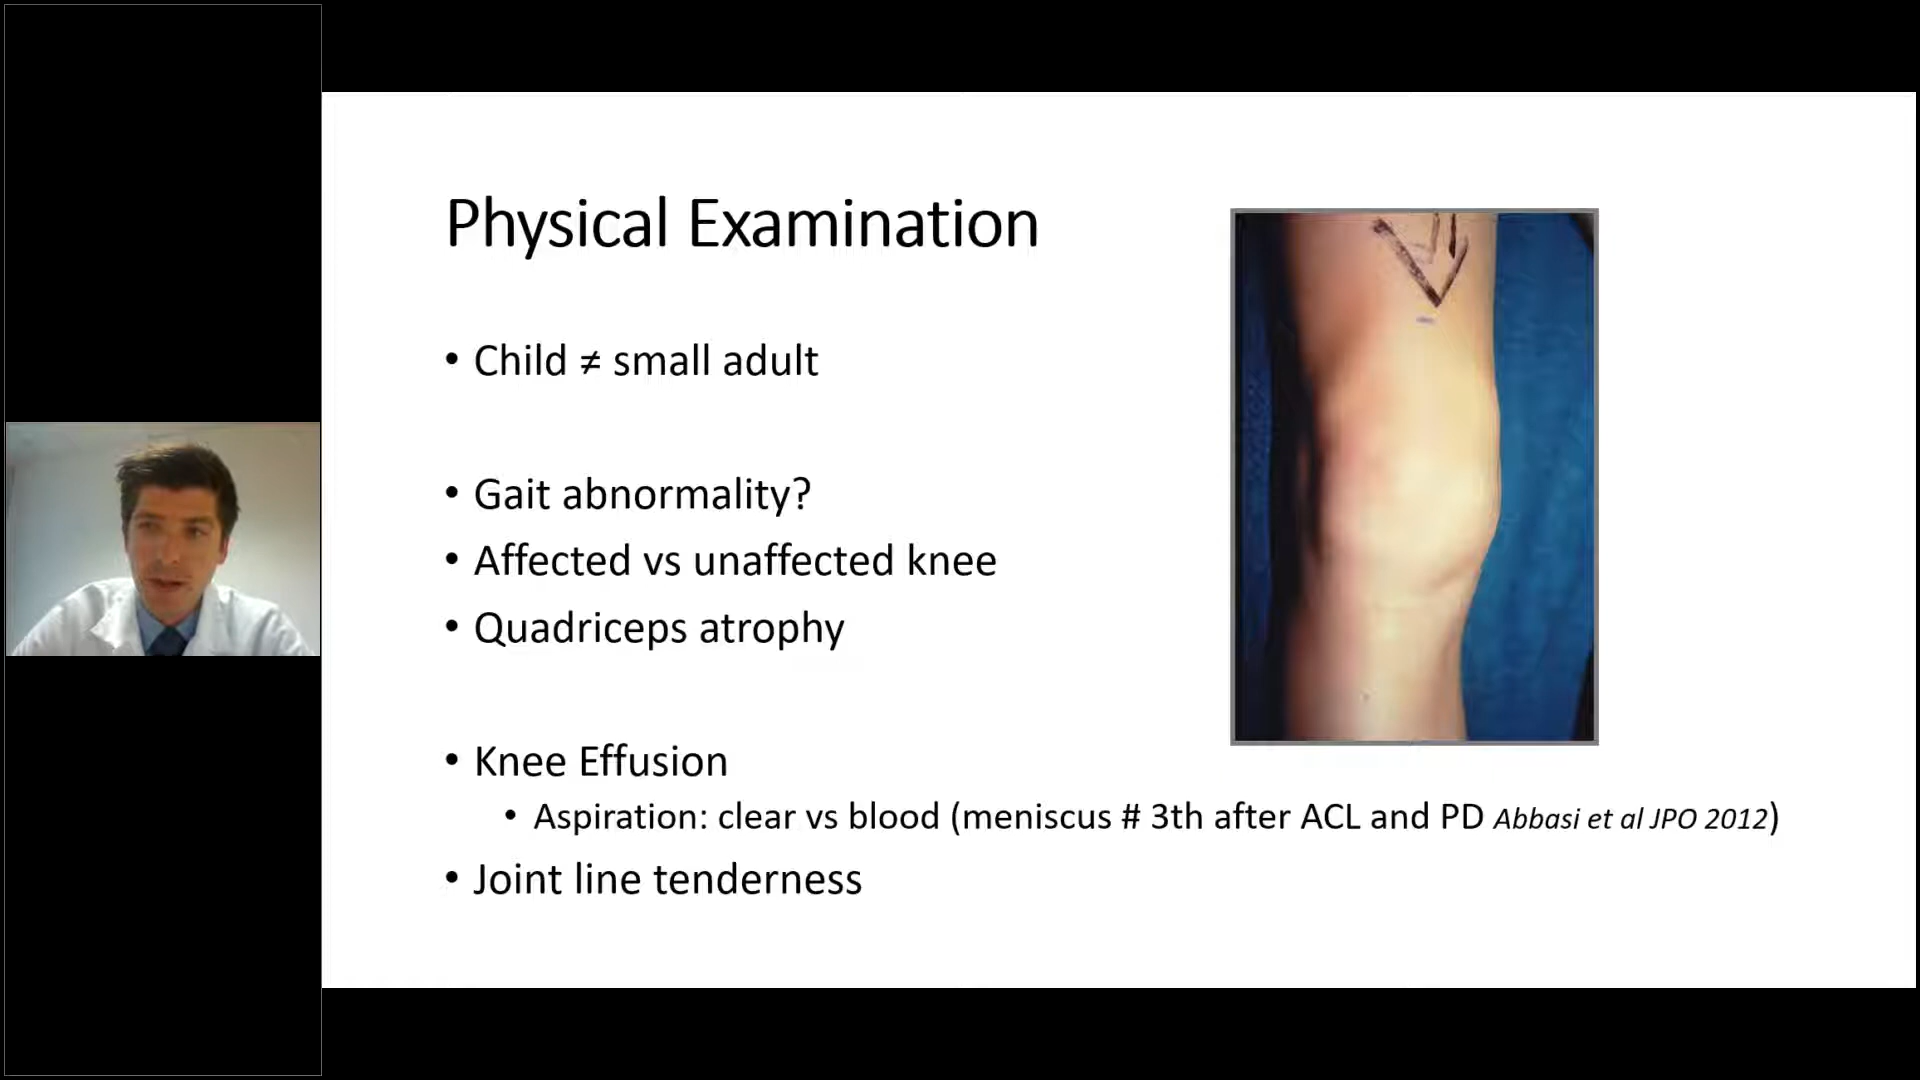 Physical Examination
• Child ≠ small adult
• Gait abnormality?
• Affected vs unaffected knee
• Quadriceps atrophy
• Knee Effusion
• Aspiration: clear vs blood (meniscus # 3th after ACL and PD Abbasi et al JPO 2012)
• Joint line tenderness